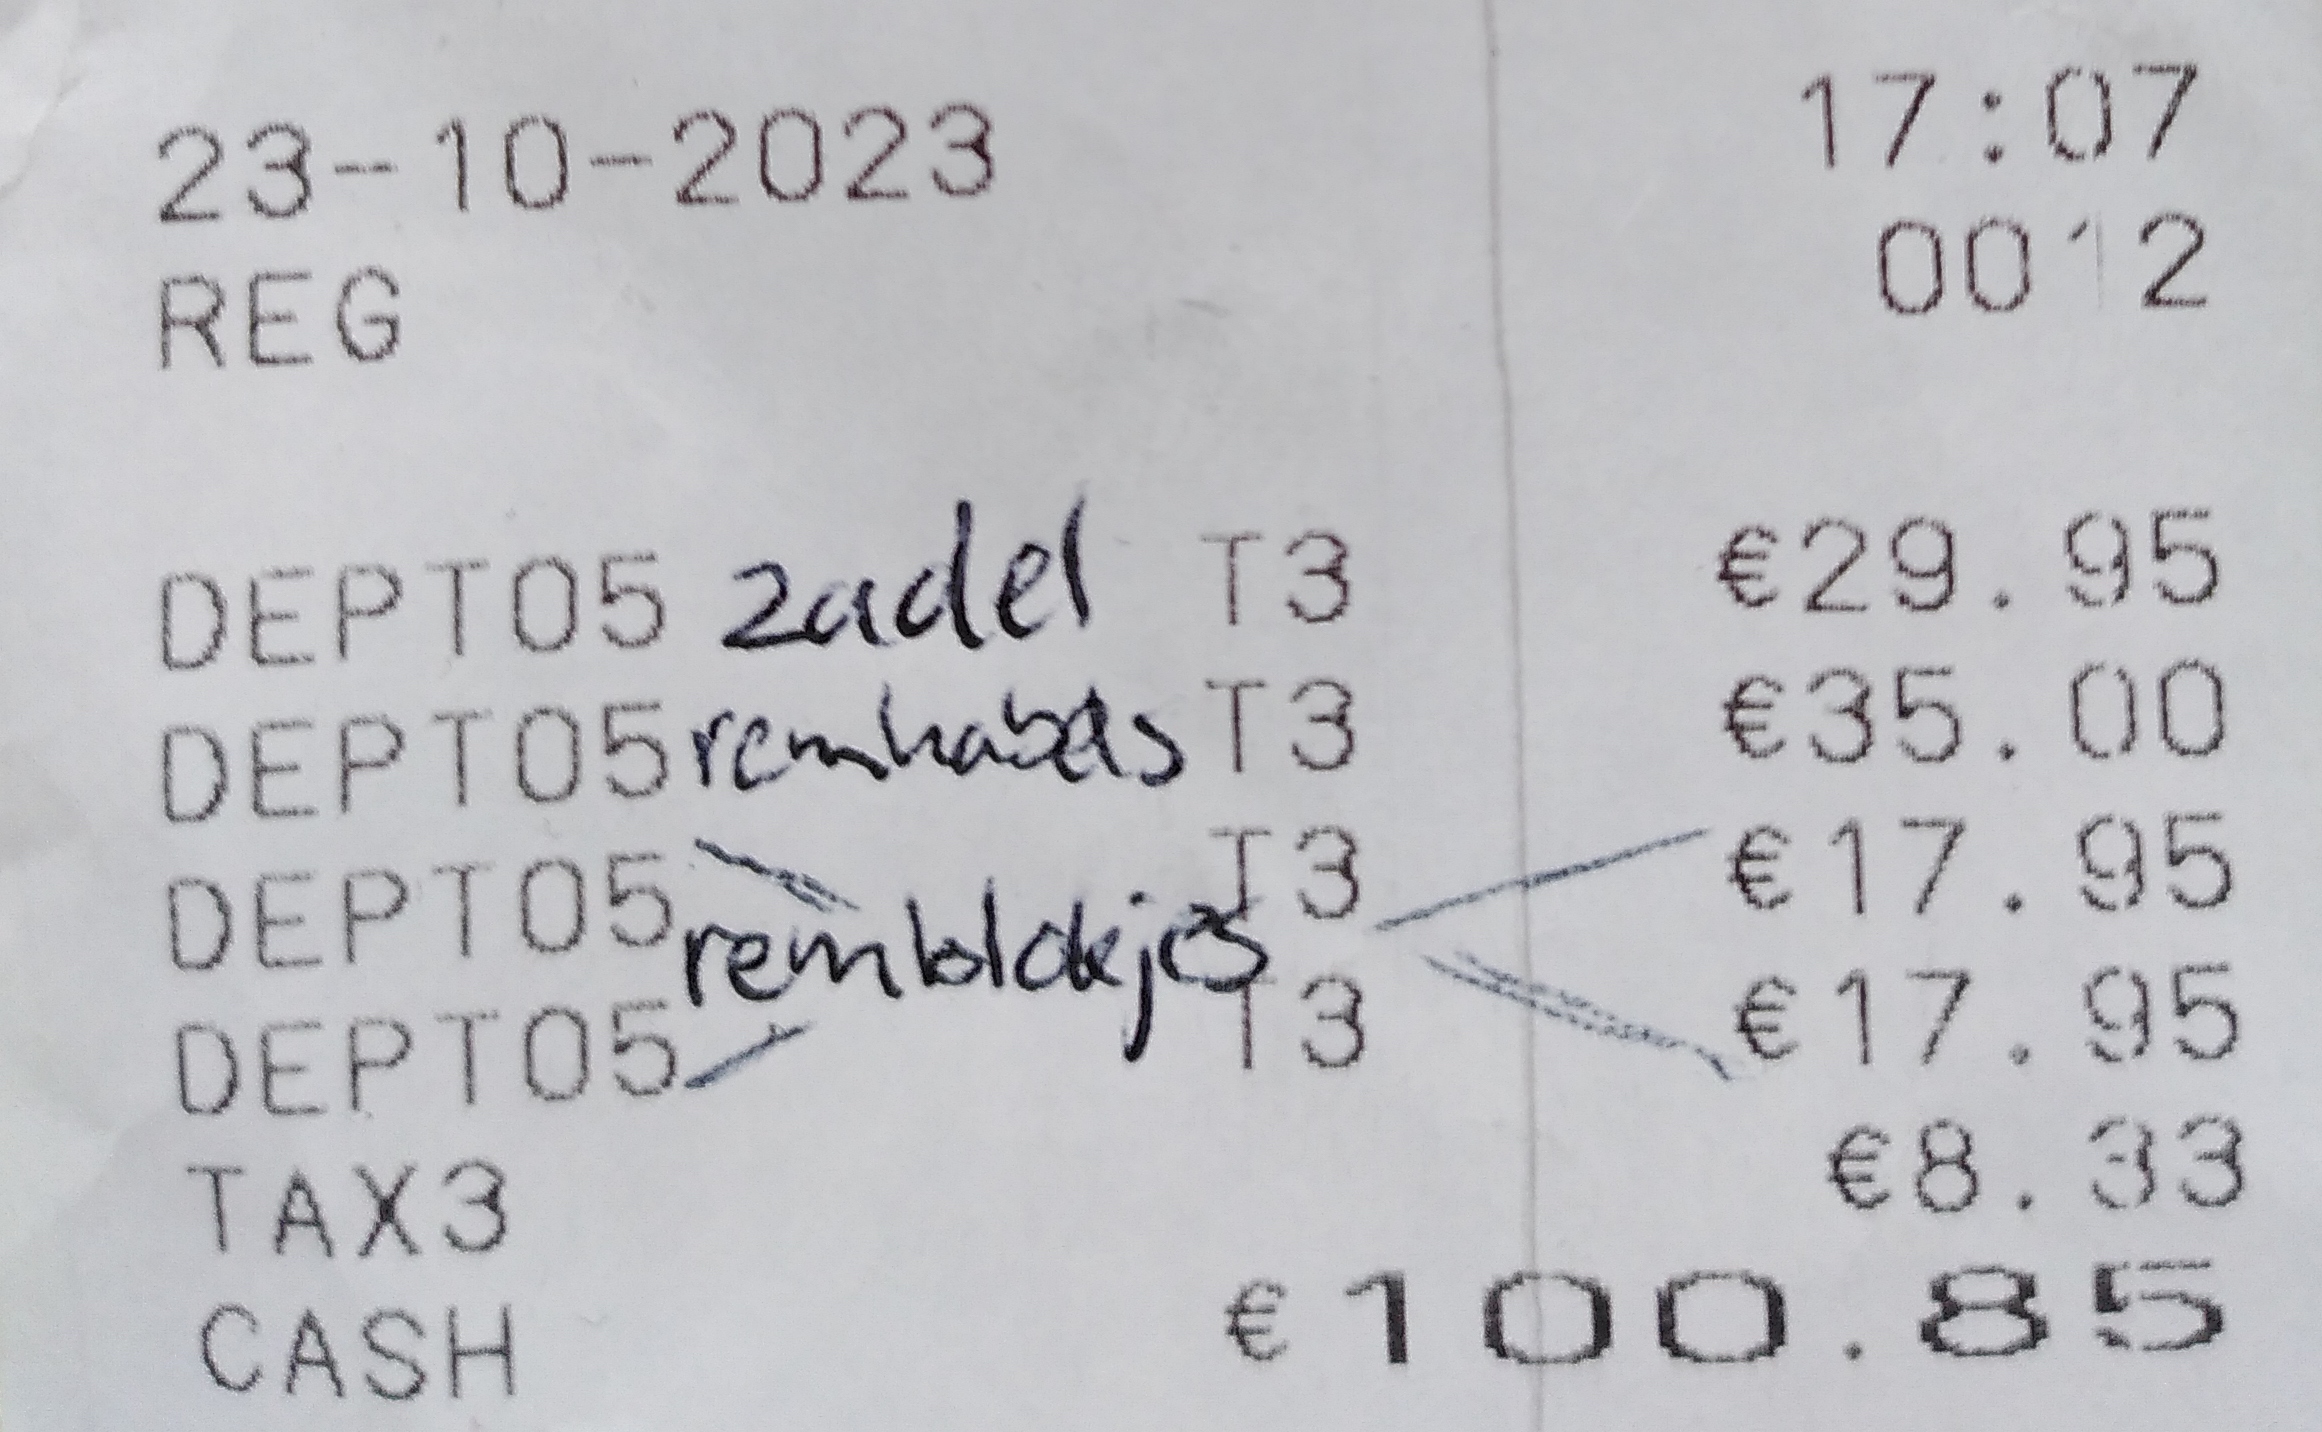 23-10-2023 17:07
REG 0012
DEPT05 zadel T3 €29.95
DEPT05 remkabels T3 €35.00
DEPT05 T3 €17.95
remblokjes
DEPT05 T3 €17.95
TAX3 €8.33
CASH €100.85